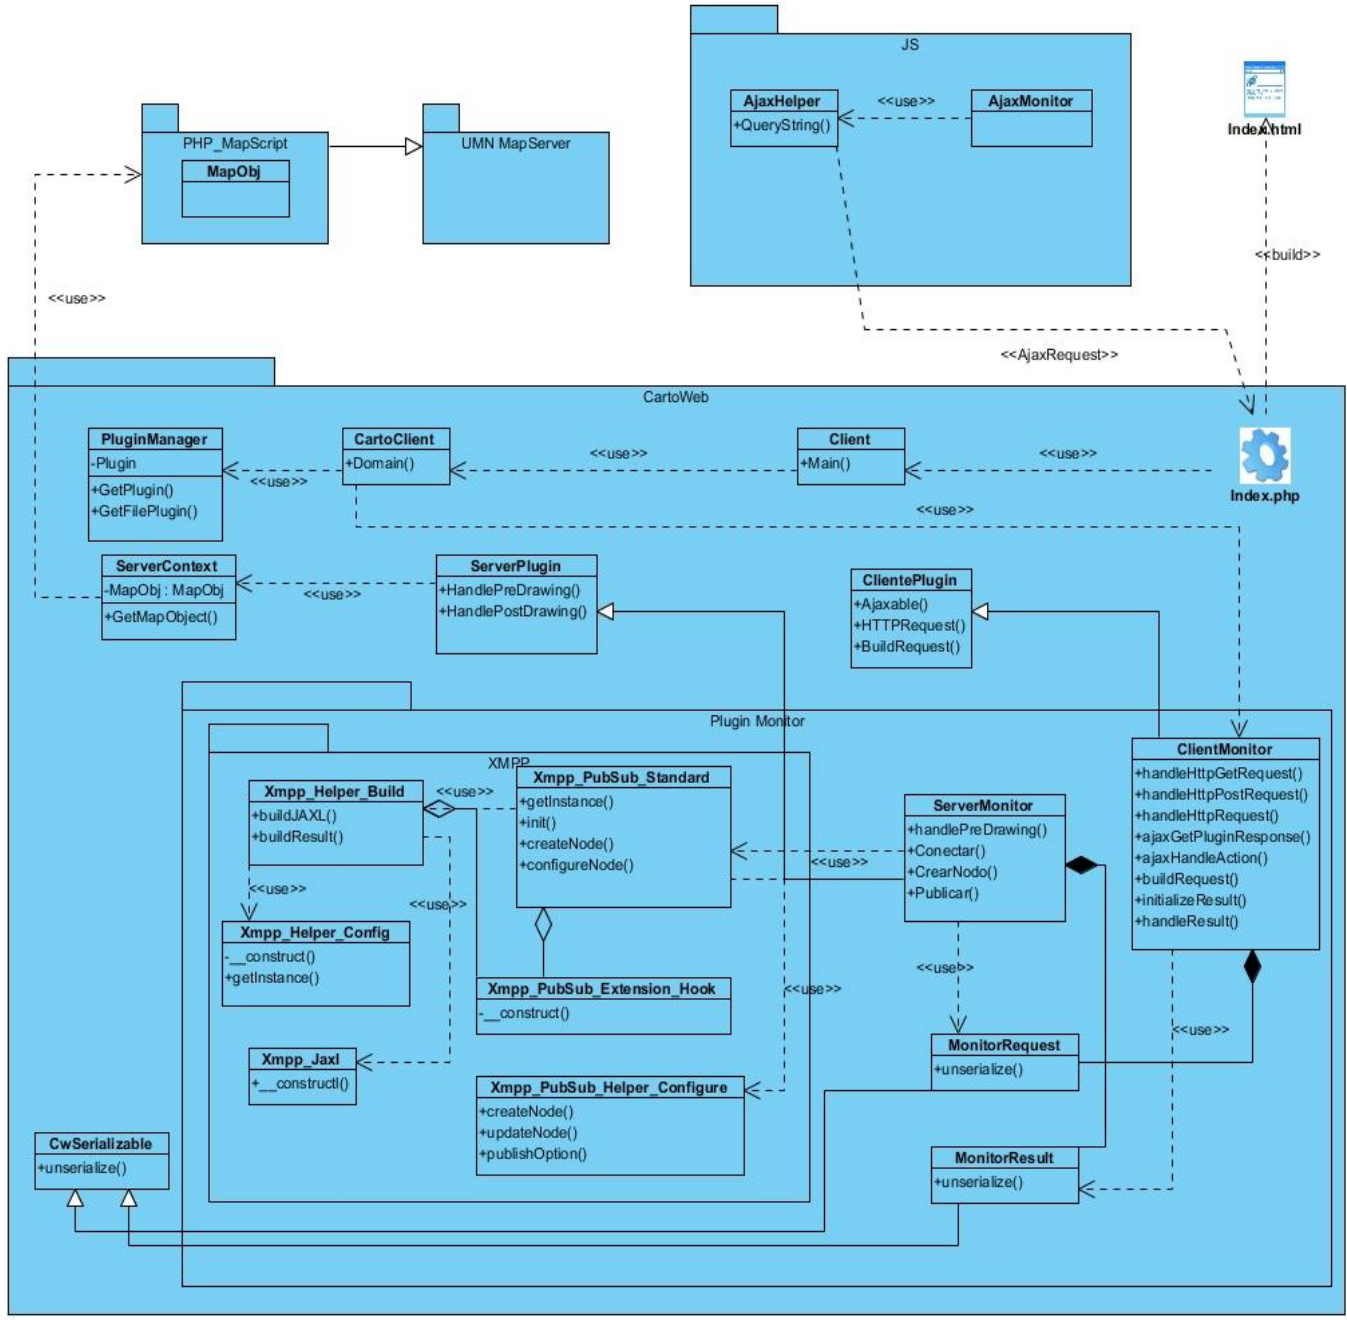 JS
AjaxHelper
+QueryString()
<<use>>
AjaxMonitor
Index.html
PHP_MapScript
MapObj
UMN MapServer
<<build>>
<<use>>
<<AjaxRequest>>
CartoWeb
PluginManager
-Plugin
+GetPlugin()
+GetFilePlugin()
<<use>>
CartoClient
+Domain()
<<use>>
Client
+Main()
<<use>>
Index.php
<<use>>
ServerContext
-MapObj : MapObj
+GetMapObject()
<<use>>
ServerPlugin
+HandlePreDrawing()
+HandlePostDrawing()
ClientePlugin
+Ajaxable()
+HTTPRequest()
+BuildRequest()
Plugin Monitor
XMPP
Xmpp_Helper_Build
+buildJAXL()
+buildResult()
<<use>>
Xmpp_PubSub_Standard
+getInstance()
+init()
+createNode()
+configureNode()
<<use>>
ServerMonitor
+handlePreDrawing()
+Conectar()
+CrearNodo()
+Publicar()
ClientMonitor
+handleHttpGetRequest()
+handleHttpPostRequest()
+handleHttpRequest()
+ajaxGetPluginResponse()
+ajaxHandleAction()
+buildRequest()
+initializeResult()
+handleResult()
<<use>>
<<use>>
Xmpp_Helper_Config
-__construct()
+getInstance()
Xmpp_PubSub_Extension_Hook
-__construct()
<<use>>
<<use>>
<<use>>
Xmpp_Jaxl
+__constructl()
MonitorRequest
+unserialize()
Xmpp_PubSub_Helper_Configure
+createNode()
+updateNode()
+publishOption()
CwSerializable
+unserialize()
MonitorResult
+unserialize()